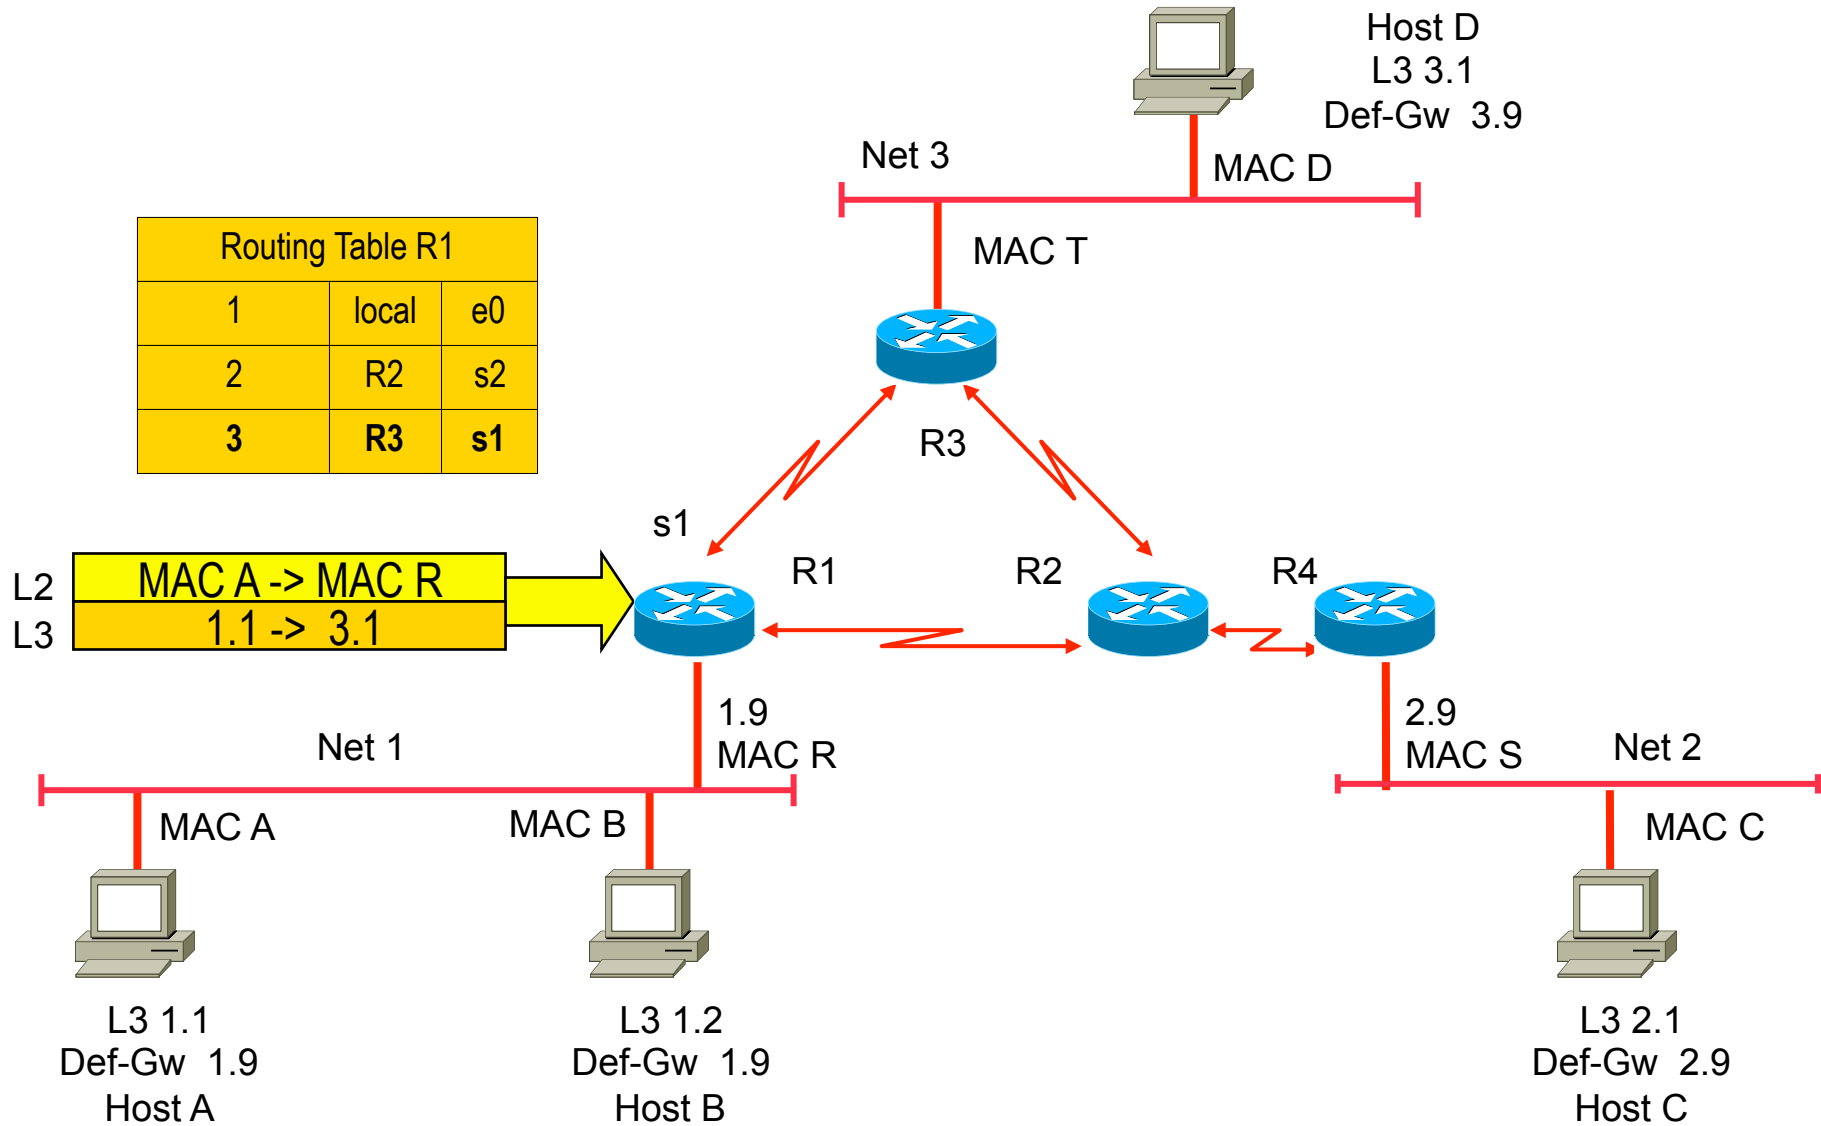 Host D
L3 3.1
Def-Gw 3.9
Net 3
MAC D
MAC T
Routing Table R1
1 local e0
2 R2 s2
3 R3 s1
R3
s1
R1
R2
R4
L2 MAC A -> MAC R
L3 1.1 -> 3.1
1.9
MAC R
Net 1
2.9
MAC S
Net 2
MAC A
MAC B
MAC C
L3 1.1
Def-Gw 1.9
Host A
L3 1.2
Def-Gw 1.9
Host B
L3 2.1
Def-Gw 2.9
Host C